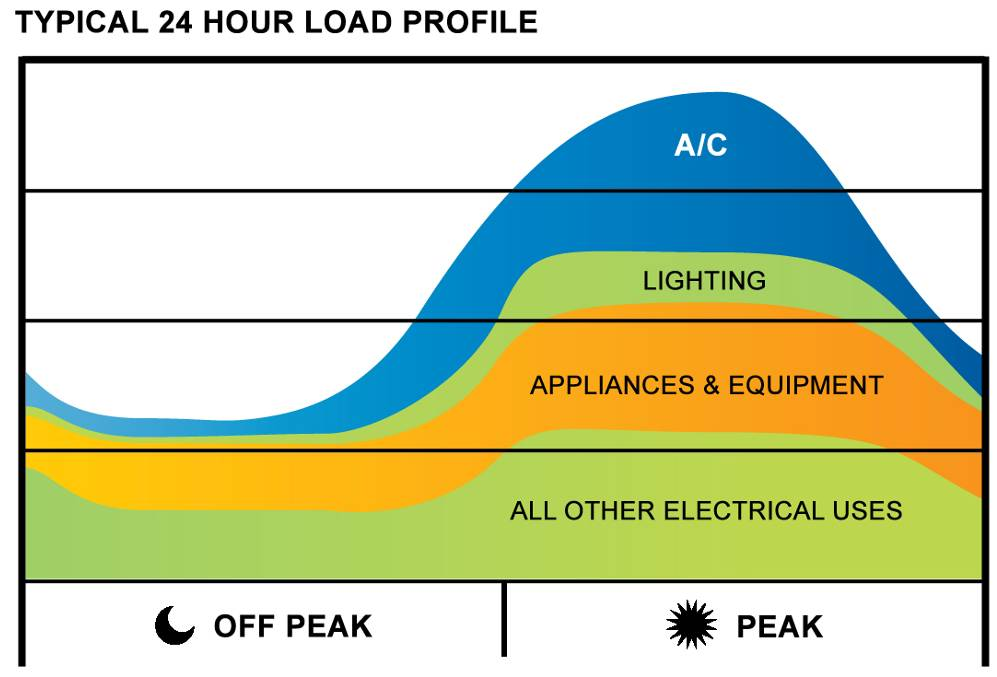 TYPICAL 24 HOUR LOAD PROFILE
A/C
LIGHTING
APPLIANCES & EQUIPMENT
ALL OTHER ELECTRICAL USES
OFF PEAK
PEAK